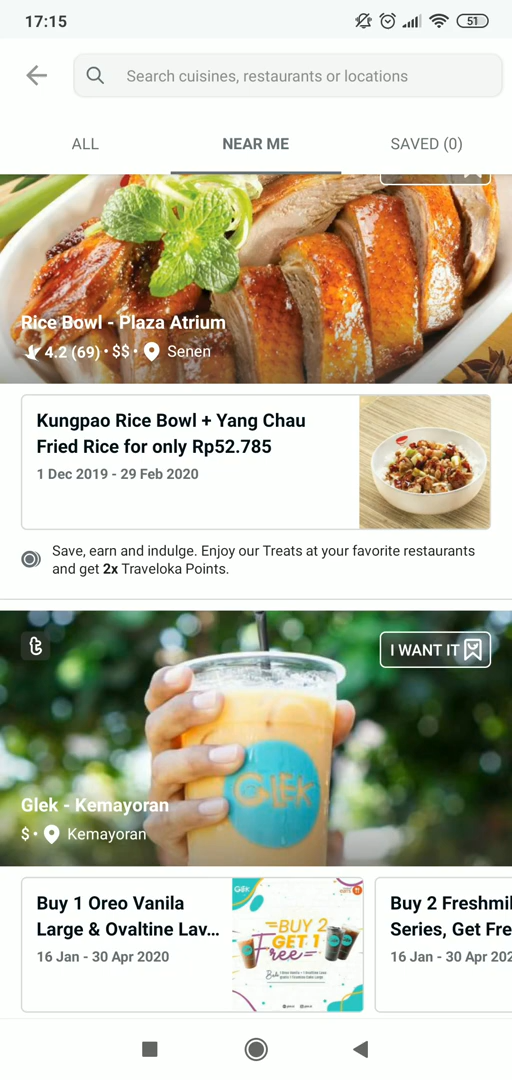 17:15
51
Search cuisines, restaurants or locations
ALL
NEAR ME
SAVED (0)
Rice Bowl - Plaza Atrium
4.2 (69) • $$ • Senen
Kungpao Rice Bowl + Yang Chau
Fried Rice for only Rp52.785
1 Dec 2019 - 29 Feb 2020
Save, earn and indulge. Enjoy our Treats at your favorite restaurants
and get 2x Traveloka Points.
t
I WANT IT
GLEK
Glek - Kemayoran
$ • Kemayoran
Buy 1 Oreo Vanila
Large & Ovaltine Lav...
16 Jan - 30 Apr 2020
GLEK
BUY 2
GET 1
Free
Buy 2 Freshmil
Series, Get Fre
16 Jan - 30 Apr 202